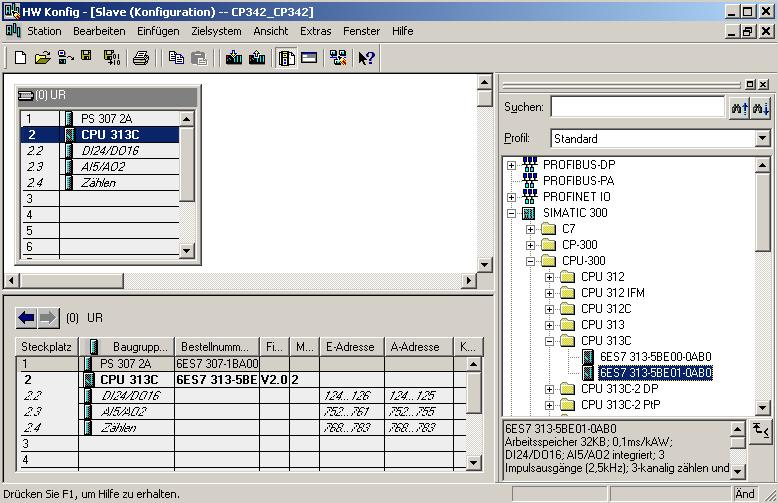 HW Konfig - [Slave (Konfiguration) -- CP342_CP342]
Station Bearbeiten Einfügen Zielsystem Ansicht Extras Fenster Hilfe
(0) UR
1 PS 307 2A
2 CPU 313C
2.2 DI24/DO16
2.3 AI5/AO2
2.4 Zählen
3
4
5
6
Suchen:
Profil: Standard
PROFIBUS-DP
PROFIBUS-PA
PROFINET IO
SIMATIC 300
C7
CP-300
CPU-300
CPU 312
CPU 312 IFM
CPU 312C
CPU 313
CPU 313C
6ES7 313-5BE00-0AB0
6ES7 313-5BE01-0AB0
CPU 313C-2 DP
CPU 313C-2 PtP
(0) UR
Steckplatz Baugrupp... Bestellnumm... Fi... M... E-Adresse A-Adresse K...
1 PS 307 2A 6ES7 307-1BA00
2 CPU 313C 6ES7 313-5BE V2.0 2
2.2 DI24/DO16 124...126 124...125
2.3 AI5/AO2 752...761 752...755
2.4 Zählen 768...783 768...783
3
4
6ES7 313-5BE01-0AB0
Arbeitsspeicher 32KB; 0,1ms/kAW;
DI24/DO16; AI5/AO2 integriert; 3
Impulsausgänge (2,5kHz); 3-kanalig zählen und
Drücken Sie F1, um Hilfe zu erhalten.
Änd